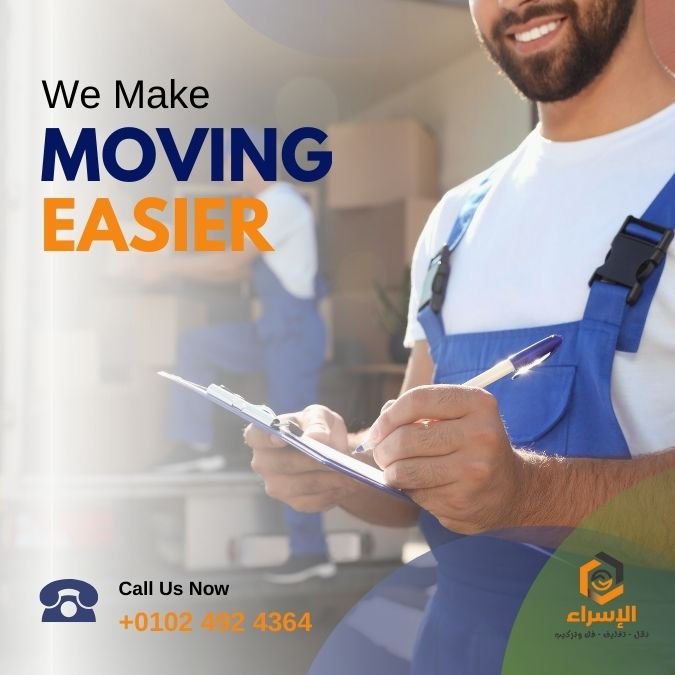 We Make
MOVING
EASIER
Call Us Now
+0102 492 4364
الإسراء
نقل - تغليف - فك وتركيب